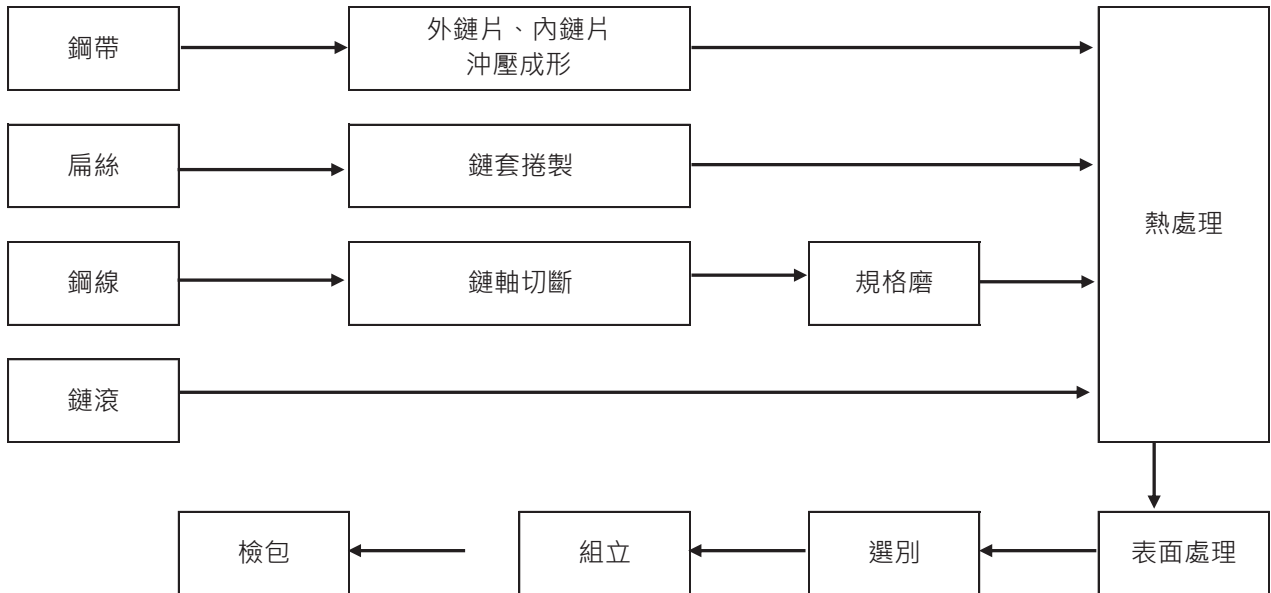 鋼帶
外鏈片、內鏈片
沖壓成形
扁絲
鏈套捲製
鋼線
鏈軸切斷
規格磨
熱處理
鏈滾
檢包
組立
選別
表面處理